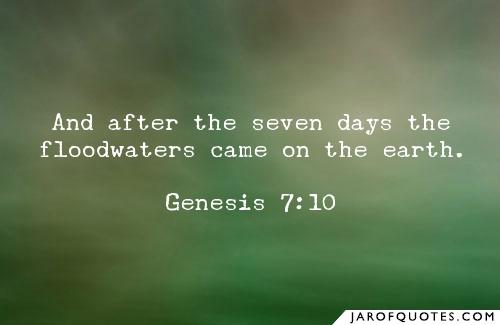 And after the seven days the
floodwaters came on the earth.
Genesis 7:10
JAROFQUOTES.COM